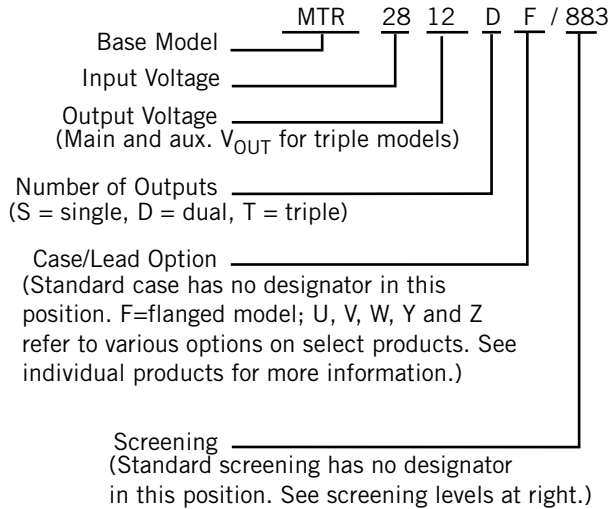 MTR 28 12 D F / 883
Base Model
Input Voltage
Output Voltage
(Main and aux. VOUT for triple models)
Number of Outputs
(S = single, D = dual, T = triple)
Case/Lead Option
(Standard case has no designator in this
position. F=flanged model; U, V, W, Y and Z
refer to various options on select products. See
individual products for more information.)
Screening
(Standard screening has no designator
in this position. See screening levels at right.)